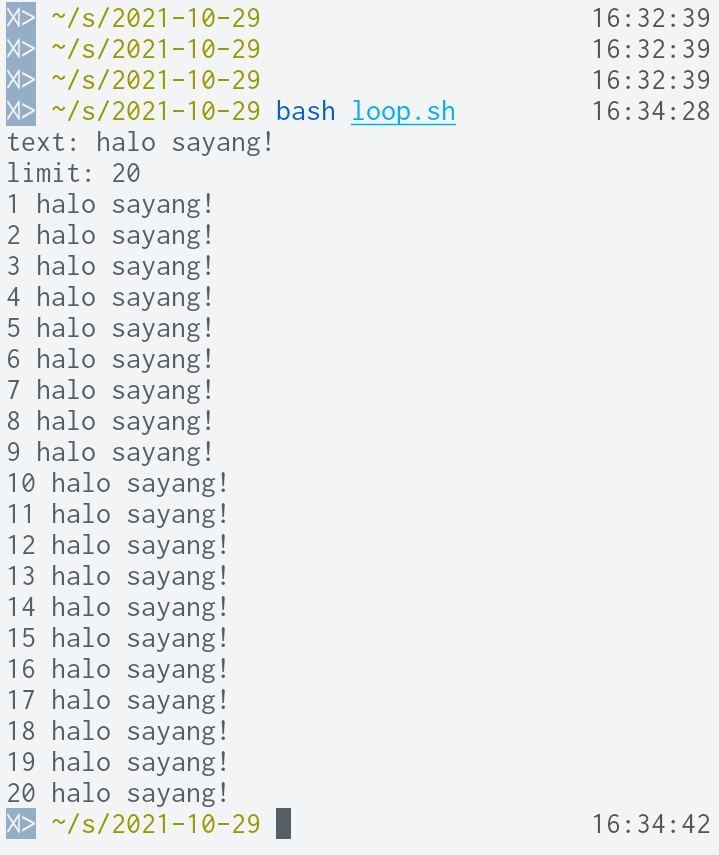 X> ~/s/2021-10-29 16:32:39
X> ~/s/2021-10-29 16:32:39
X> ~/s/2021-10-29 16:32:39
X> ~/s/2021-10-29 bash loop.sh 16:34:28
text: halo sayang!
limit: 20
1 halo sayang!
2 halo sayang!
3 halo sayang!
4 halo sayang!
5 halo sayang!
6 halo sayang!
7 halo sayang!
8 halo sayang!
9 halo sayang!
10 halo sayang!
11 halo sayang!
12 halo sayang!
13 halo sayang!
14 halo sayang!
15 halo sayang!
16 halo sayang!
17 halo sayang!
18 halo sayang!
19 halo sayang!
20 halo sayang!
X> ~/s/2021-10-29 16:34:42